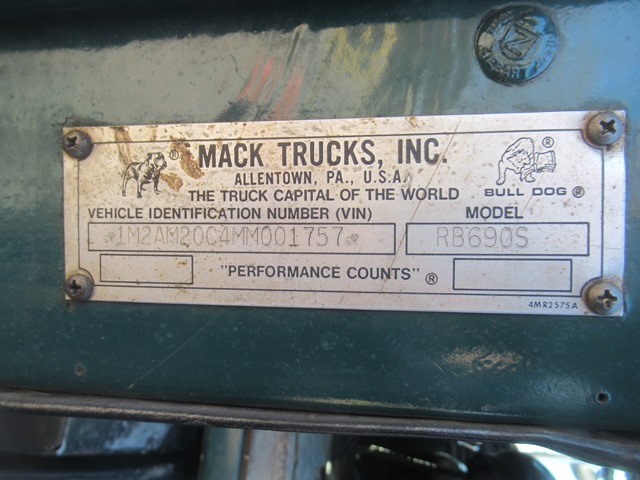 MACK TRUCKS, INC.
ALLENTOWN, PA., U.S.A.
THE TRUCK CAPITAL OF THE WORLD
BULL DOG ®
VEHICLE IDENTIFICATION NUMBER (VIN)
MODEL
1M2AM20C4MM001757
RB690S
"PERFORMANCE COUNTS" ®
4MR2575A